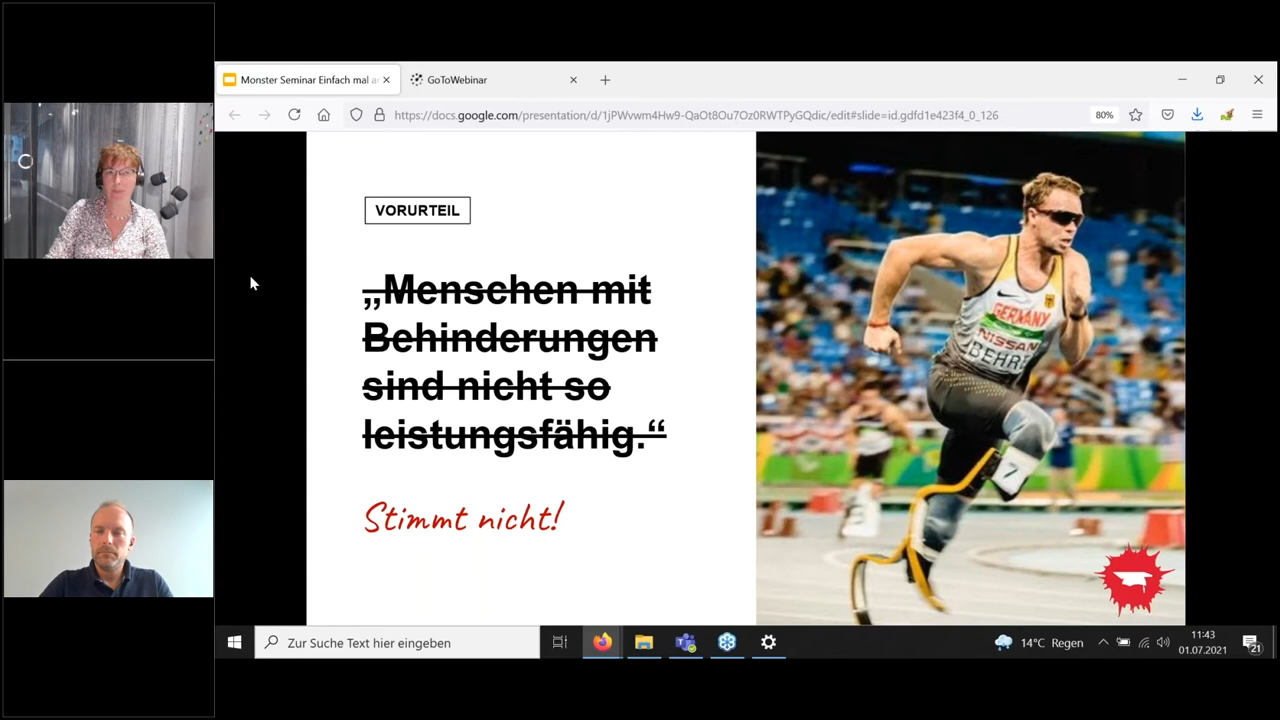 Monster Seminar Einfach mal a
GoToWebinar
https://docs.google.com/presentation/d/1jPWvwm4Hw9-QaOt8Ou7Oz0RWTPyGQdic/edit#slide=id.gdfd1e423f4_0_126
80%
VORURTEIL
„Menschen mit
Behinderungen
sind nicht so
leistungsfähig.“
Stimmt nicht!
GERMANY
NISSAN
BEHRE
7
Zur Suche Text hier eingeben
14°C Regen
11:43
01.07.2021
21